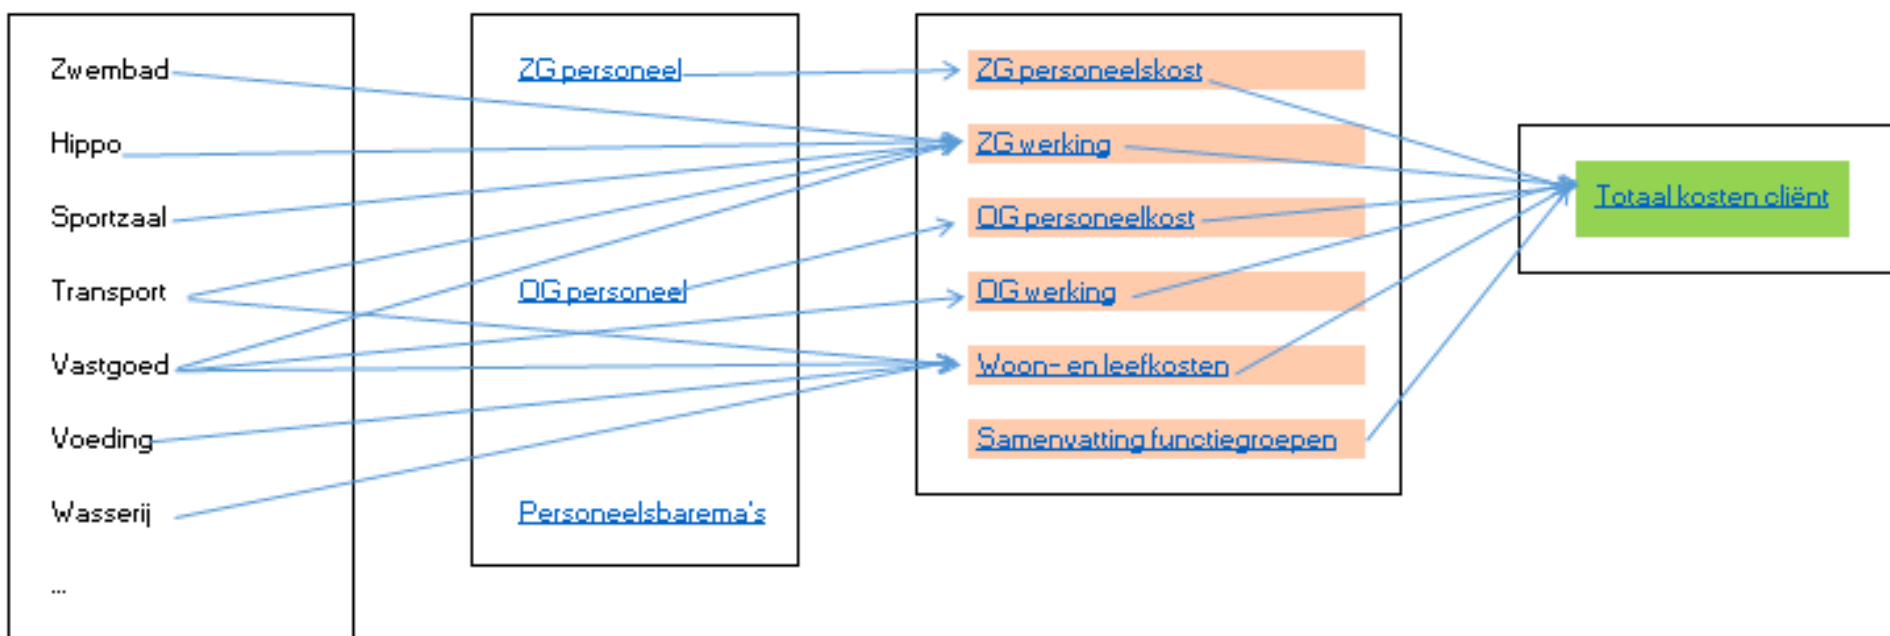 Zwembad
Hippo
Sportzaal
Transport
Vastgoed
Voeding
Wasserij
...
ZG personeel
OG personeel
Personeelsbarema's
ZG personeelskost
ZG werking
OG personeelkost
OG werking
Woon- en leefkosten
Samenvatting functiegroepen
Totaal kosten cliënt